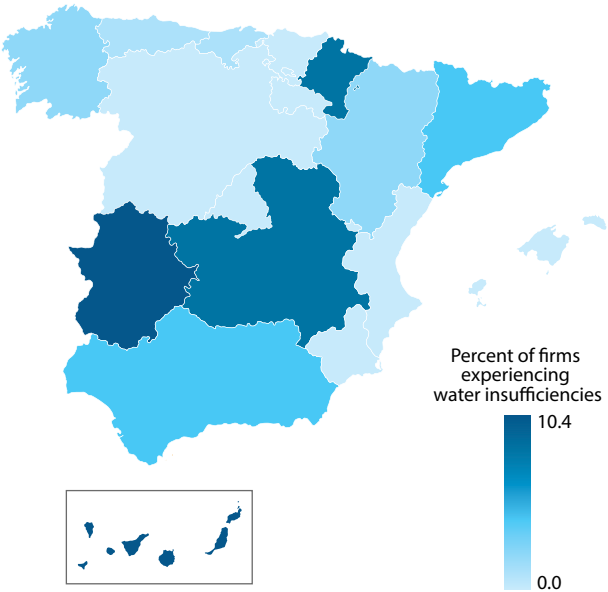 Percent of firms
experiencing
water insufficiencies
10.4
0.0